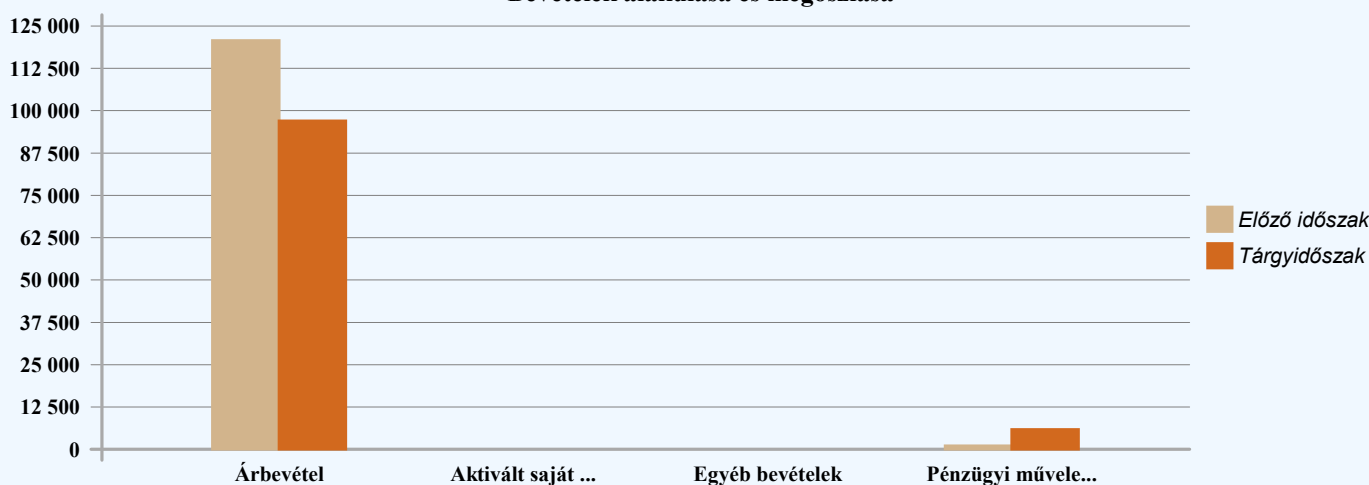 125 000
112 500
100 000
87 500
75 000
62 500
50 000
37 500
25 000
12 500
0
Árbevétel
Aktivált saját ...
Egyéb bevételek
Pénzügyi művele...
Előző időszak
Tárgyidőszak